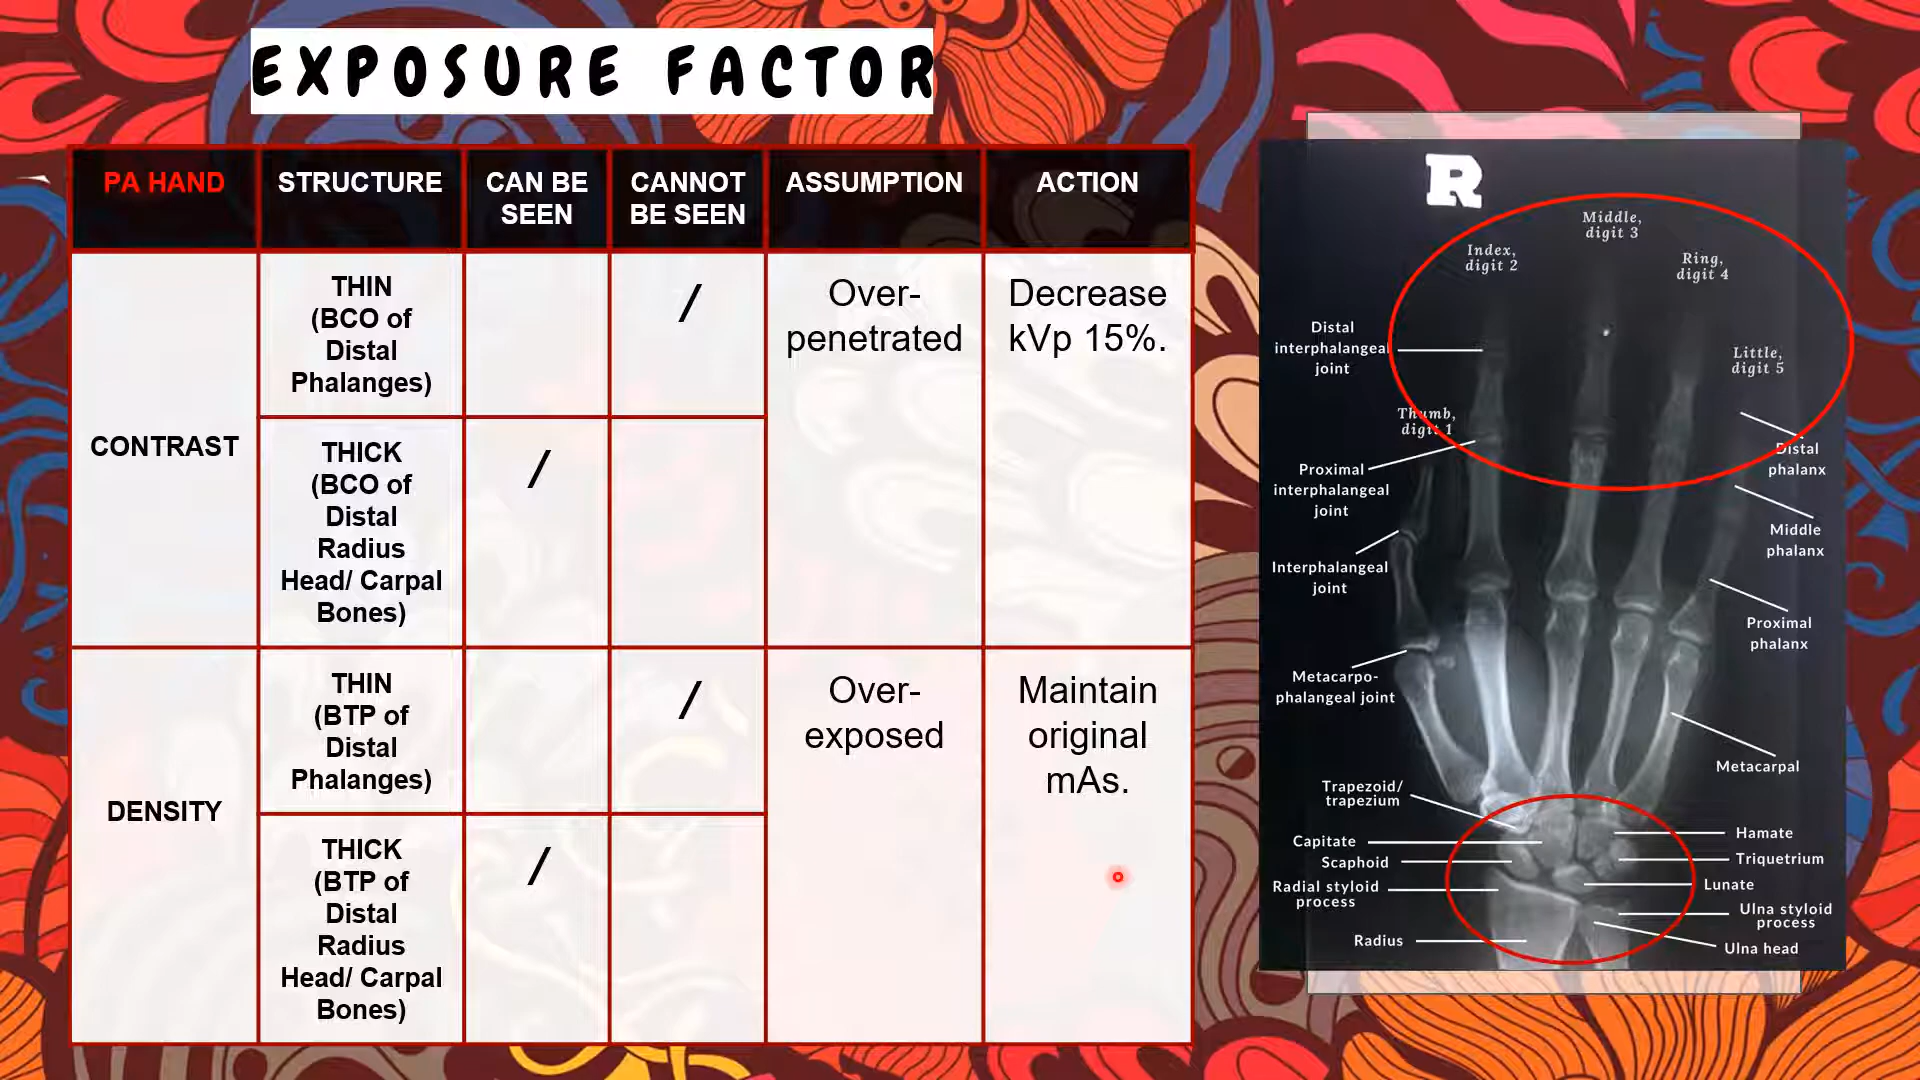 EXPOSURE FACTOR
PA HAND
STRUCTURE
CAN BE
SEEN
CANNOT
BE SEEN
ASSUMPTION
ACTION
CONTRAST
THIN
(BCO of
Distal
Phalanges)
/
Over-
penetrated
Decrease
kVp 15%.
THICK
(BCO of
Distal
Radius
Head/ Carpal
Bones)
/
DENSITY
THIN
(BTP of
Distal
Phalanges)
/
Over-
exposed
Maintain
original
mAs.
THICK
(BTP of
Distal
Radius
Head/ Carpal
Bones)
/
R
Middle,
digit 3
Index,
digit 2
Ring,
digit 4
Distal
interphalangeal
joint
Little,
digit 5
Thumb,
digit 1
Distal
phalanx
Proximal
interphalangeal
joint
Middle
phalanx
Interphalangeal
joint
Proximal
phalanx
Metacarpo-
phalangeal joint
Metacarpal
Trapezoid/
trapezium
Capitate
Hamate
Scaphoid
Triquetrium
Radial styloid
process
Lunate
Ulna styloid
process
Radius
Ulna head